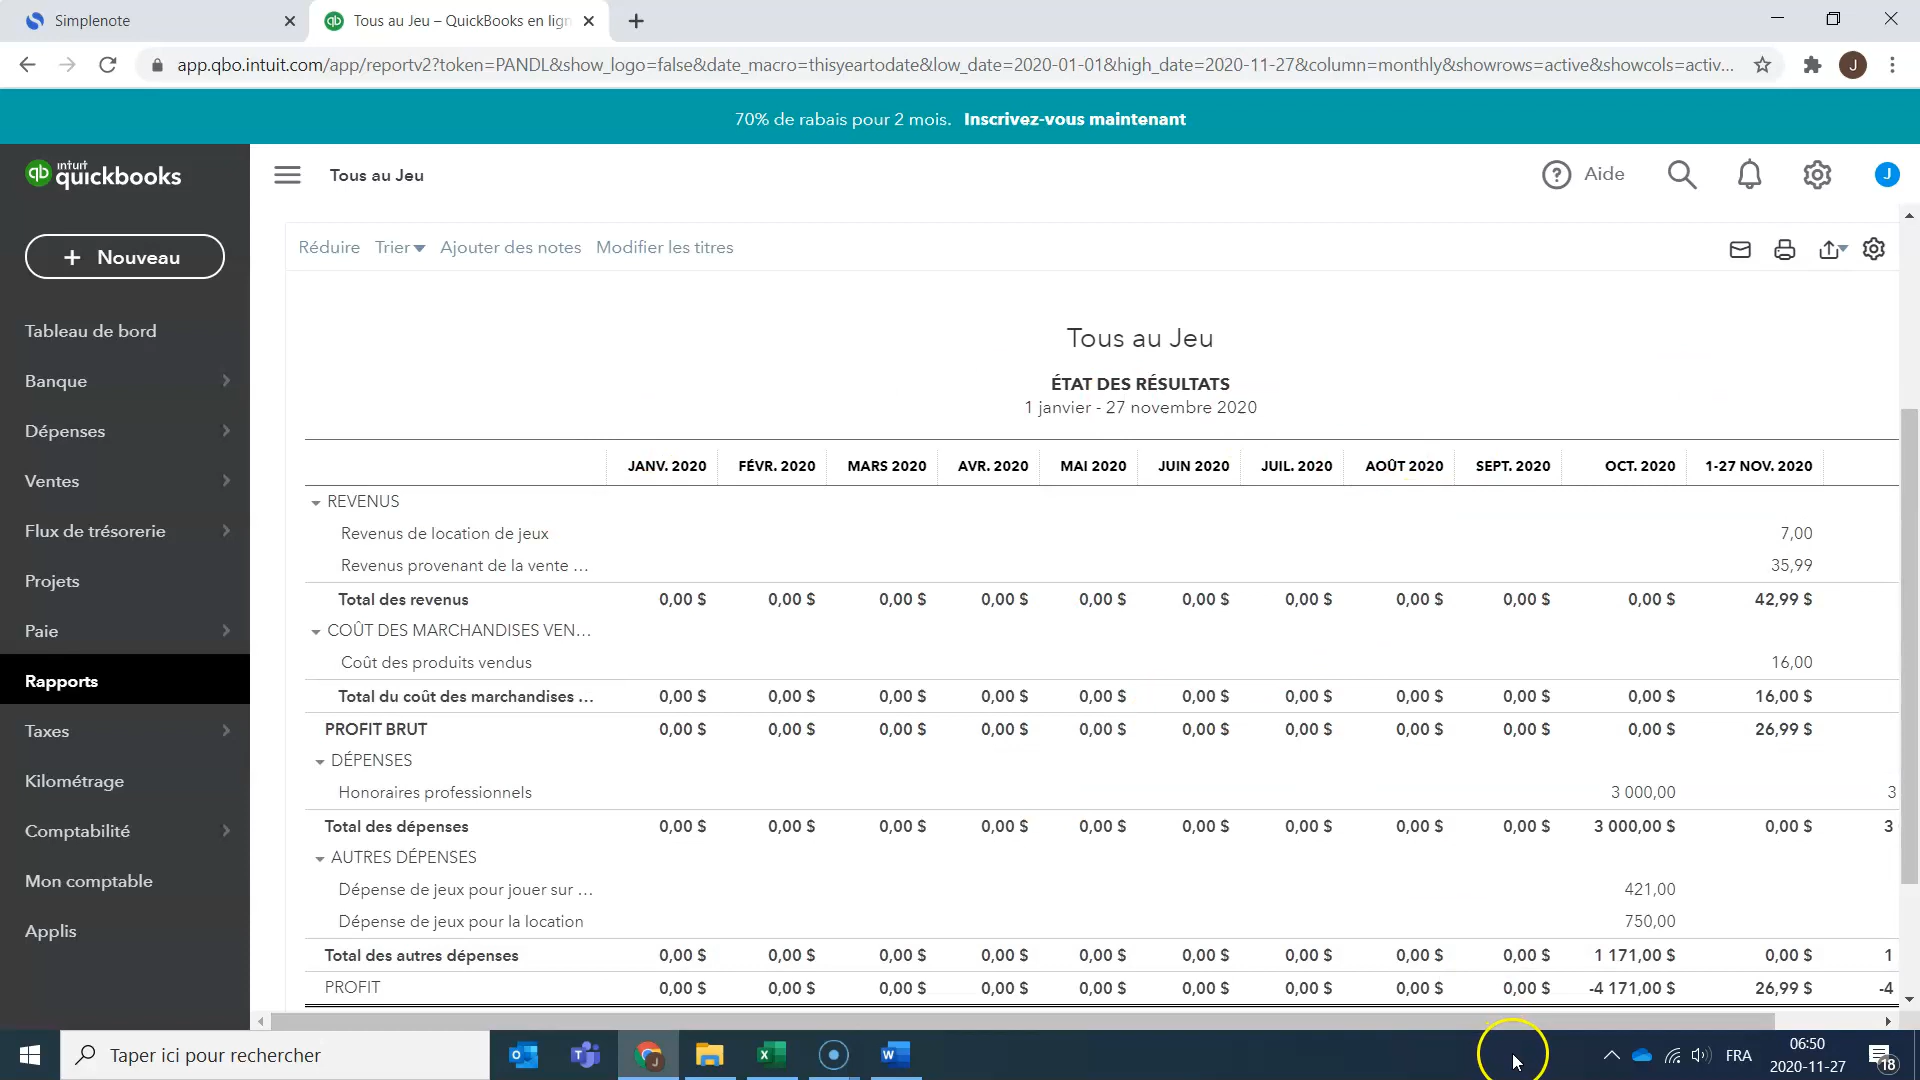 Simplenote
Tous au Jeu – QuickBooks en lign
app.qbo.intuit.com/app/reportv2?token=PANDL&show_logo=false&date_macro=thisyeartodate&low_date=2020-01-01&high_date=2020-11-27&column=monthly&showrows=active&showcols=activ...
J
70% de rabais pour 2 mois. Inscrivez-vous maintenant
qb intuit quickbooks
Tous au Jeu
? Aide
J
+ Nouveau
Tableau de bord
Banque
Dépenses
Ventes
Flux de trésorerie
Projets
Paie
Rapports
Taxes
Kilométrage
Comptabilité
Mon comptable
Applis
Réduire Trier Ajouter des notes Modifier les titres
Tous au Jeu
ÉTAT DES RÉSULTATS
1 janvier - 27 novembre 2020
JANV. 2020 FÉVR. 2020 MARS 2020 AVR. 2020 MAI 2020 JUIN 2020 JUIL. 2020 AOÛT 2020 SEPT. 2020 OCT. 2020 1-27 NOV. 2020
REVENUS
Revenus de location de jeux 7,00
Revenus provenant de la vente ... 35,99
Total des revenus 0,00 $ 0,00 $ 0,00 $ 0,00 $ 0,00 $ 0,00 $ 0,00 $ 0,00 $ 0,00 $ 0,00 $ 42,99 $
COÛT DES MARCHANDISES VEN...
Coût des produits vendus 16,00
Total du coût des marchandises ... 0,00 $ 0,00 $ 0,00 $ 0,00 $ 0,00 $ 0,00 $ 0,00 $ 0,00 $ 0,00 $ 0,00 $ 16,00 $
PROFIT BRUT 0,00 $ 0,00 $ 0,00 $ 0,00 $ 0,00 $ 0,00 $ 0,00 $ 0,00 $ 0,00 $ 0,00 $ 26,99 $
DÉPENSES
Honoraires professionnels 3 000,00 3
Total des dépenses 0,00 $ 0,00 $ 0,00 $ 0,00 $ 0,00 $ 0,00 $ 0,00 $ 0,00 $ 0,00 $ 3 000,00 $ 0,00 $ 3
AUTRES DÉPENSES
Dépense de jeux pour jouer sur ... 421,00
Dépense de jeux pour la location 750,00
Total des autres dépenses 0,00 $ 0,00 $ 0,00 $ 0,00 $ 0,00 $ 0,00 $ 0,00 $ 0,00 $ 0,00 $ 1 171,00 $ 0,00 $ 1
PROFIT 0,00 $ 0,00 $ 0,00 $ 0,00 $ 0,00 $ 0,00 $ 0,00 $ 0,00 $ 0,00 $ -4 171,00 $ 26,99 $ -4
Taper ici pour rechercher
FRA
06:50
2020-11-27
18